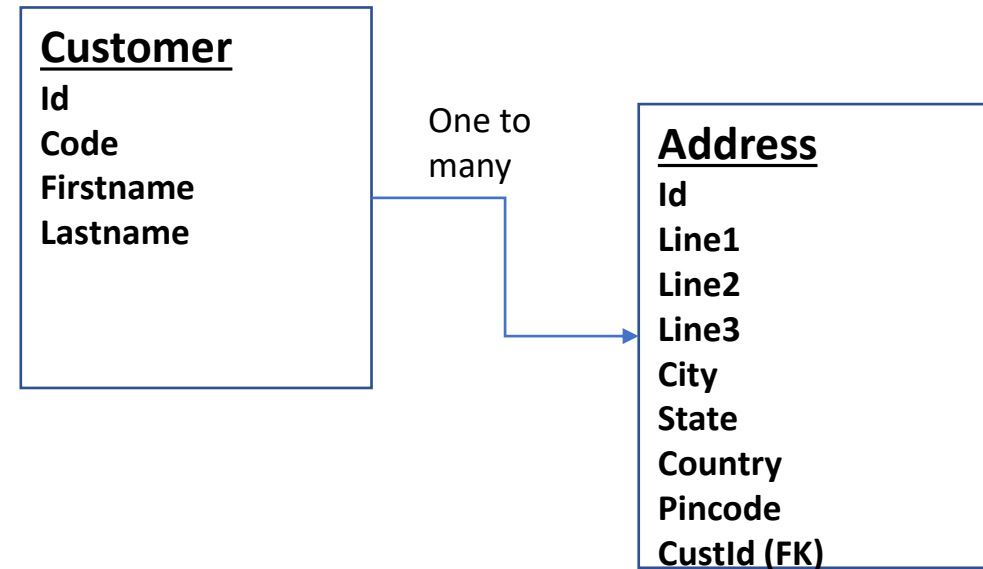 Customer
Id
Code
Firstname
Lastname
One to
many
Address
Id
Line1
Line2
Line3
City
State
Country
Pincode
CustId (FK)